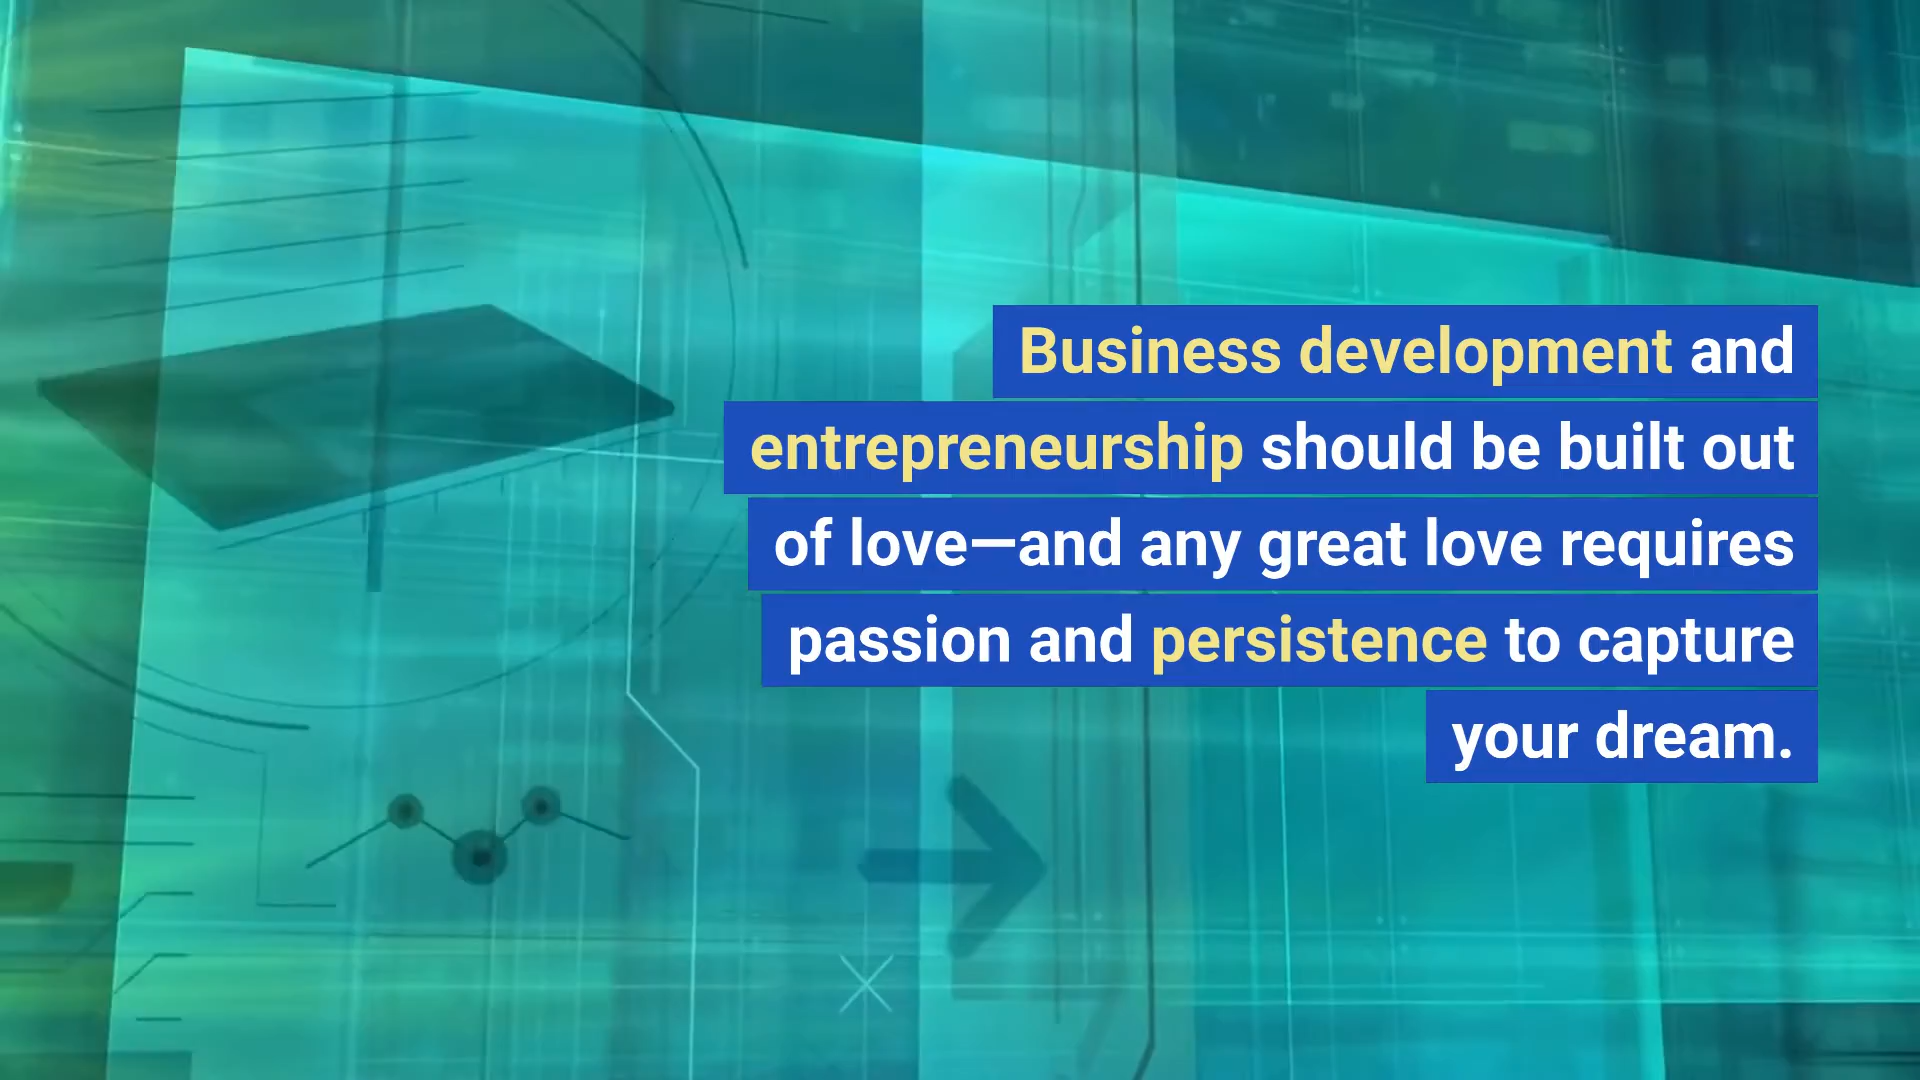 Business development and
entrepreneurship should be built out
of love—and any great love requires
passion and persistence to capture
your dream.